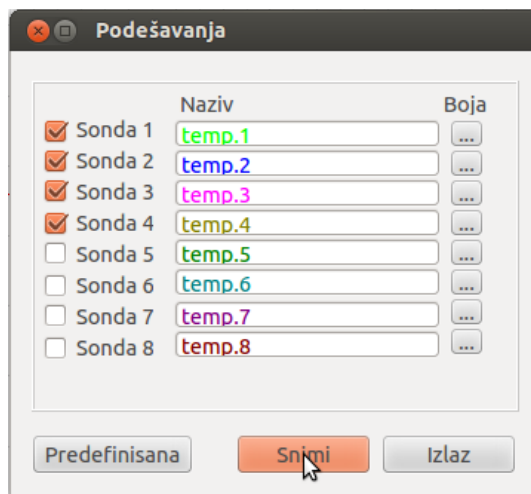 Podešavanja
Naziv Boja
Sonda 1 temp.1 ...
Sonda 2 temp.2 ...
Sonda 3 temp.3 ...
Sonda 4 temp.4 ...
Sonda 5 temp.5 ...
Sonda 6 temp.6 ...
Sonda 7 temp.7 ...
Sonda 8 temp.8 ...
Predefinisana Snimi Izlaz